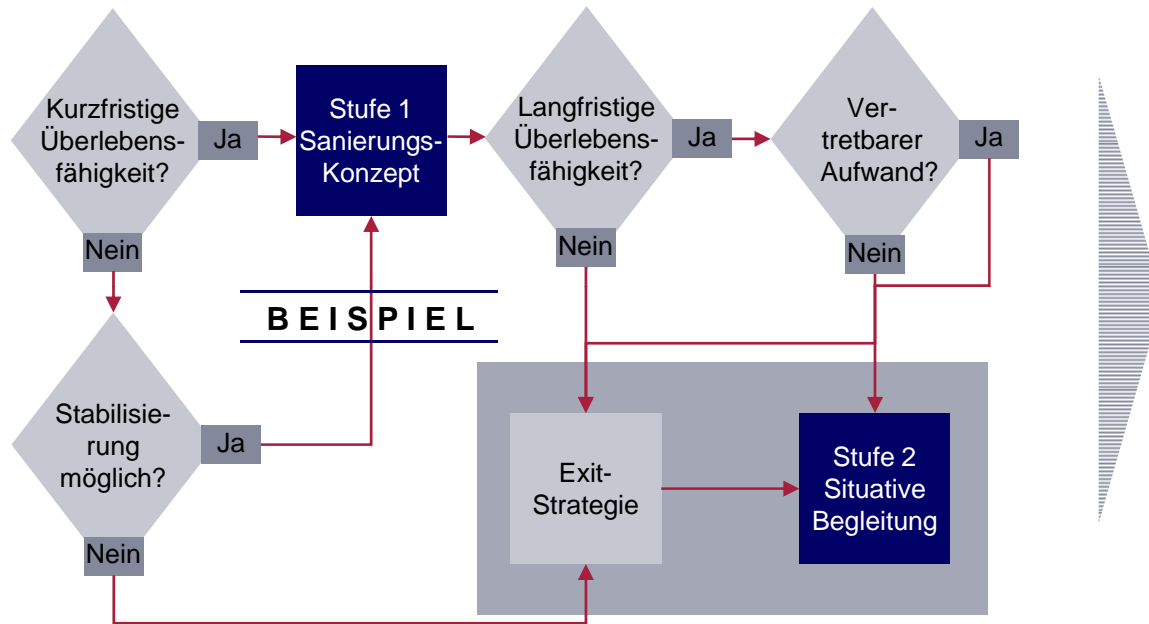 Kurzfristige
Überlebens-
fähigkeit?
Ja
Nein
Stufe 1
Sanierungs-
Konzept
Langfristige
Überlebens-
fähigkeit?
Ja
Nein
Ver-
tretbarer
Aufwand?
Ja
Nein
BEISPIEL
Stabilisie-
rung
möglich?
Ja
Nein
Exit-
Strategie
Stufe 2
Situative
Begleitung